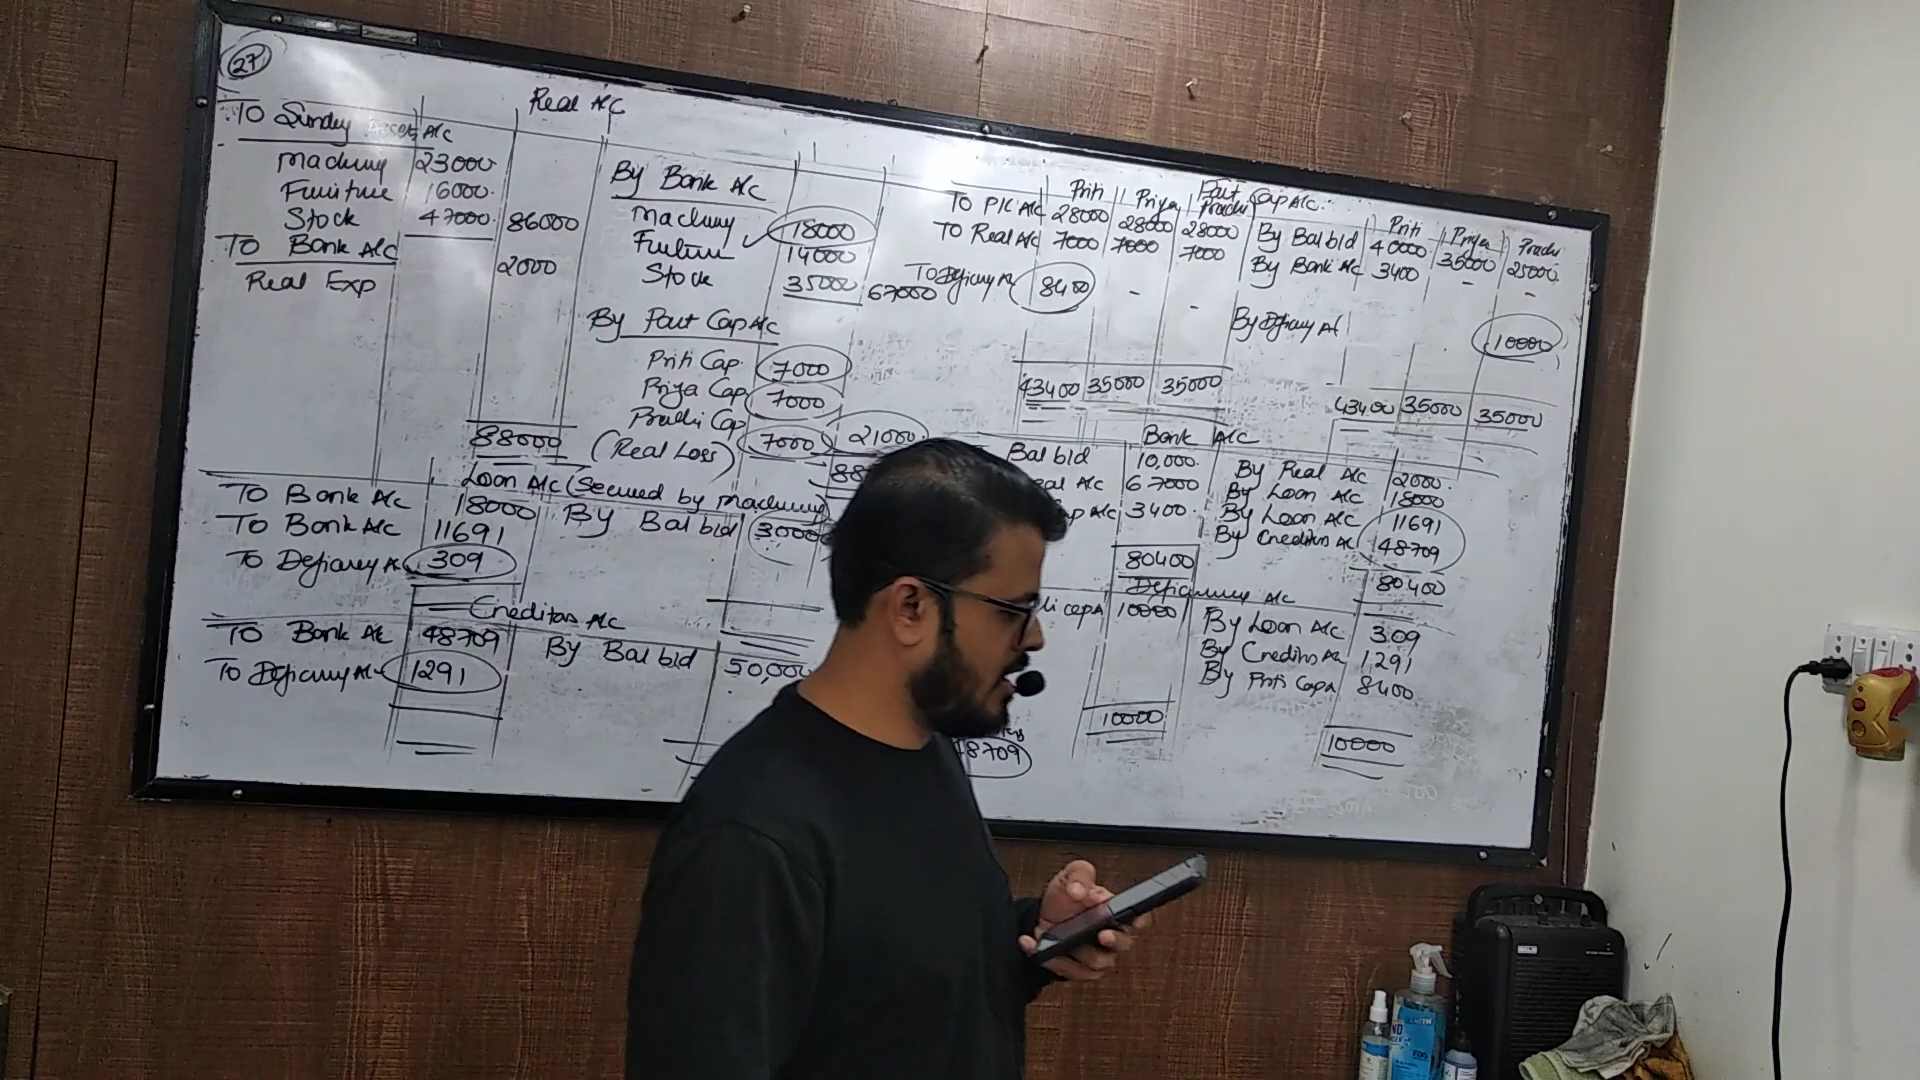 27
Real A/C
To Sundry Assets A/c
Machinery 23000
Furniture 16000
Stock 47000 86000
To Bank A/c
Real Exp 2000
88000
By Bank A/c
Machinery 18000
Furniture 14000
Stock 35000 67000
By Part Cap A/c
Priti Cap 7000
Priya Cap 7000
Prachi Cap 7000 21000
(Real Loss)
88
Part Cap A/c
Priti Priya Prachi
To P/L A/c 28000 28000 28000
To Real A/c 7000 7000 7000
To Deficiency A/c 8400 - -
43400 35000 35000
Priti Priya Prachi
By Bal b/d 40000 35000 25000
By Bank A/c 3400 - -
By Deficiency A/c 10000
43400 35000 35000
Loan A/c (Secured by Machinery)
To Bank A/c 18000
To Bank A/c 11691
To Deficiency A/c 309
By Bal b/d 30000
Creditors A/c
To Bank A/c 48709
To Deficiency A/c 1291
By Bal b/d 50,000
Bank A/c
Bal b/d 10,000
A/c 67000
A/c 3400
80400
By Real A/c 2000
By Loan A/c 18000
By Loan A/c 11691
By Creditors A/c 48709
80400
Deficiency A/c
10000
10000
By Loan A/c 309
By Creditors A/c 1291
By Priti Cap A 8400
10000
8709